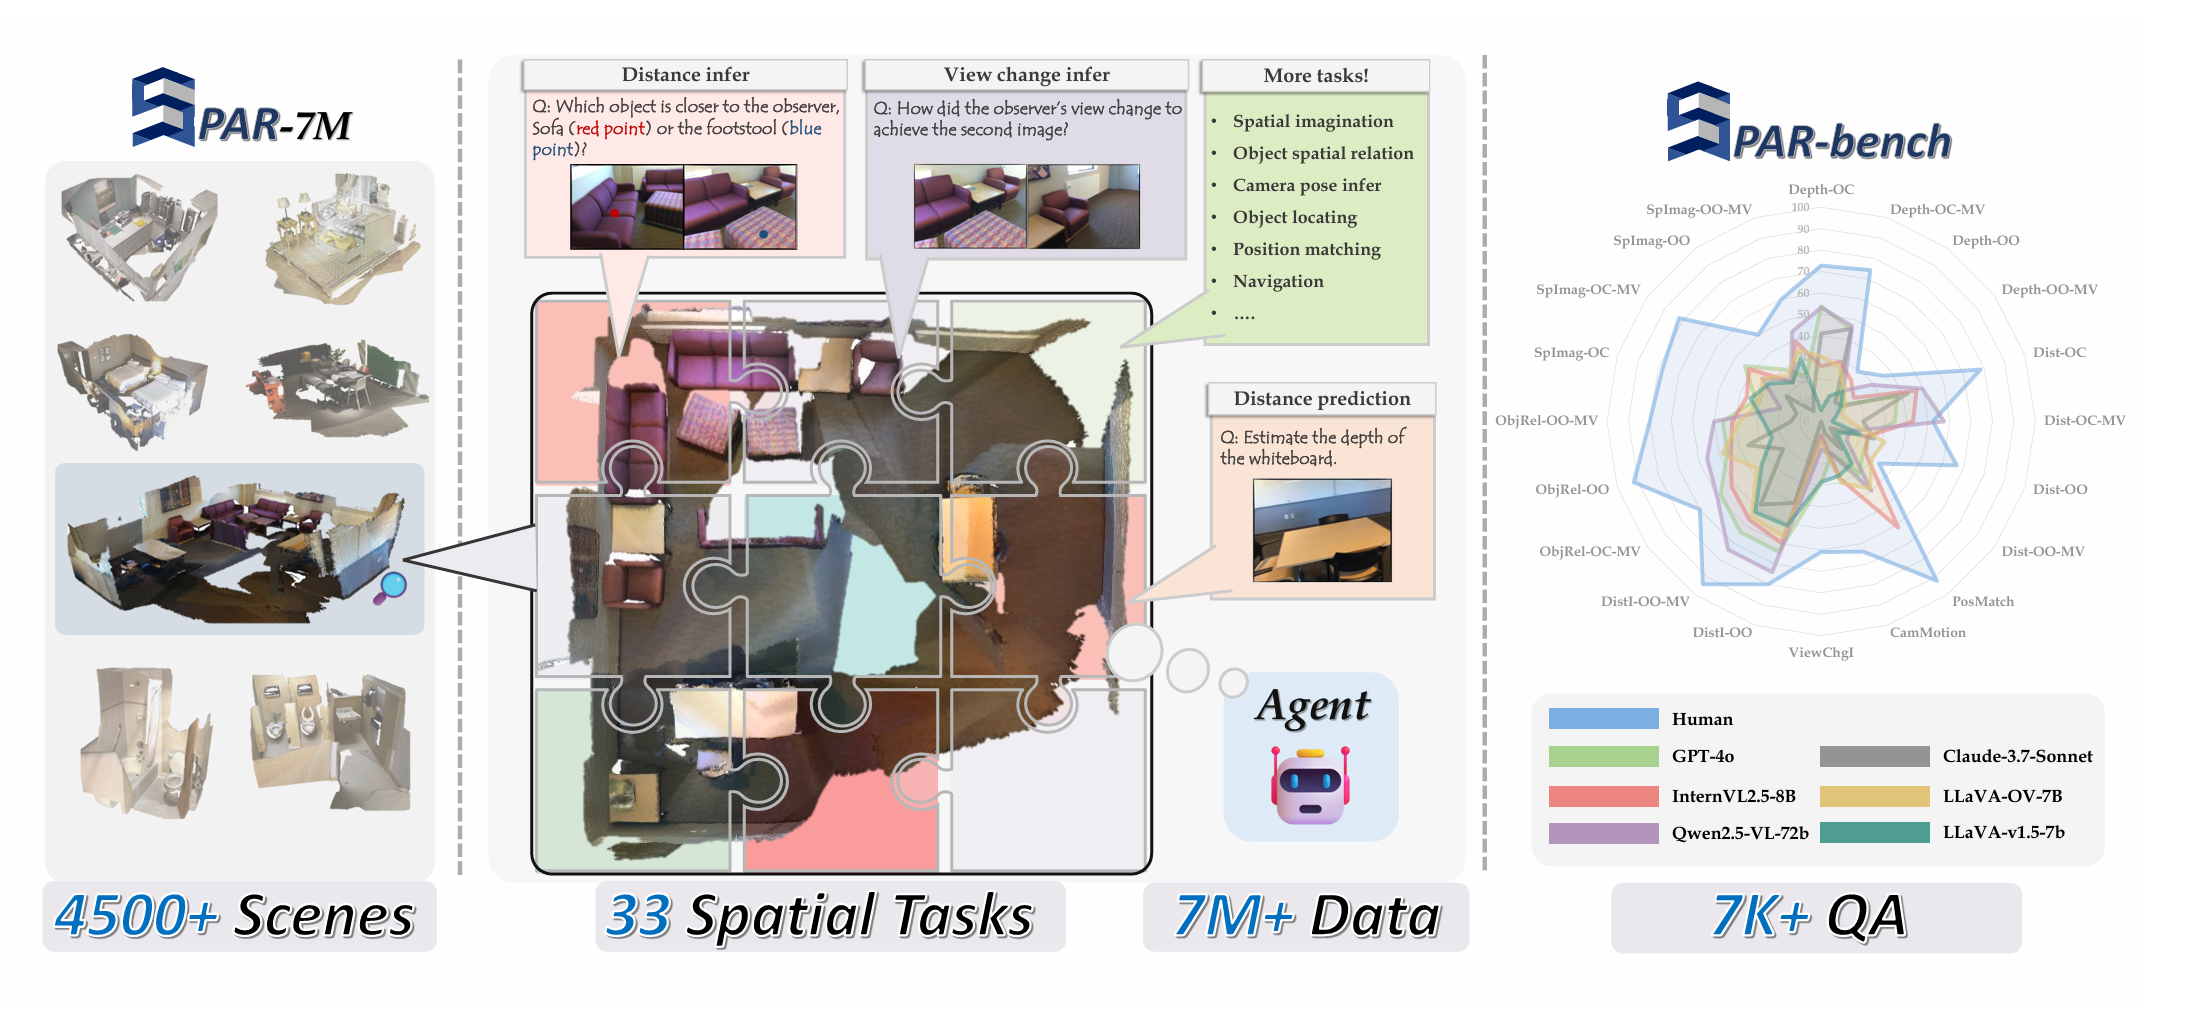 SPAR-7M
4500+ Scenes
Distance infer
Q: Which object is closer to the observer,
Sofa (red point) or the footstool (blue
point)?
View change infer
Q: How did the observer's view change to
achieve the second image?
More tasks!
• Spatial imagination
• Object spatial relation
• Camera pose infer
• Object locating
• Position matching
• Navigation
• ....
Distance prediction
Q: Estimate the depth of
the whiteboard.
Agent
33 Spatial Tasks
7M+ Data
SPAR-bench
Depth-OC
Depth-OC-MV
Depth-OO
Depth-OO-MV
Dist-OC
Dist-OC-MV
Dist-OO
Dist-OO-MV
PosMatch
CamMotion
ViewChgI
DistI-OO
DistI-OO-MV
ObjRel-OC-MV
ObjRel-OO
ObjRel-OO-MV
SpImag-OC
SpImag-OC-MV
SpImag-OO
SpImag-OO-MV
100
90
80
70
60
50
40
Human
GPT-4o
Claude-3.7-Sonnet
InternVL2.5-8B
LLaVA-OV-7B
Qwen2.5-VL-72b
LLaVA-v1.5-7b
7K+ QA